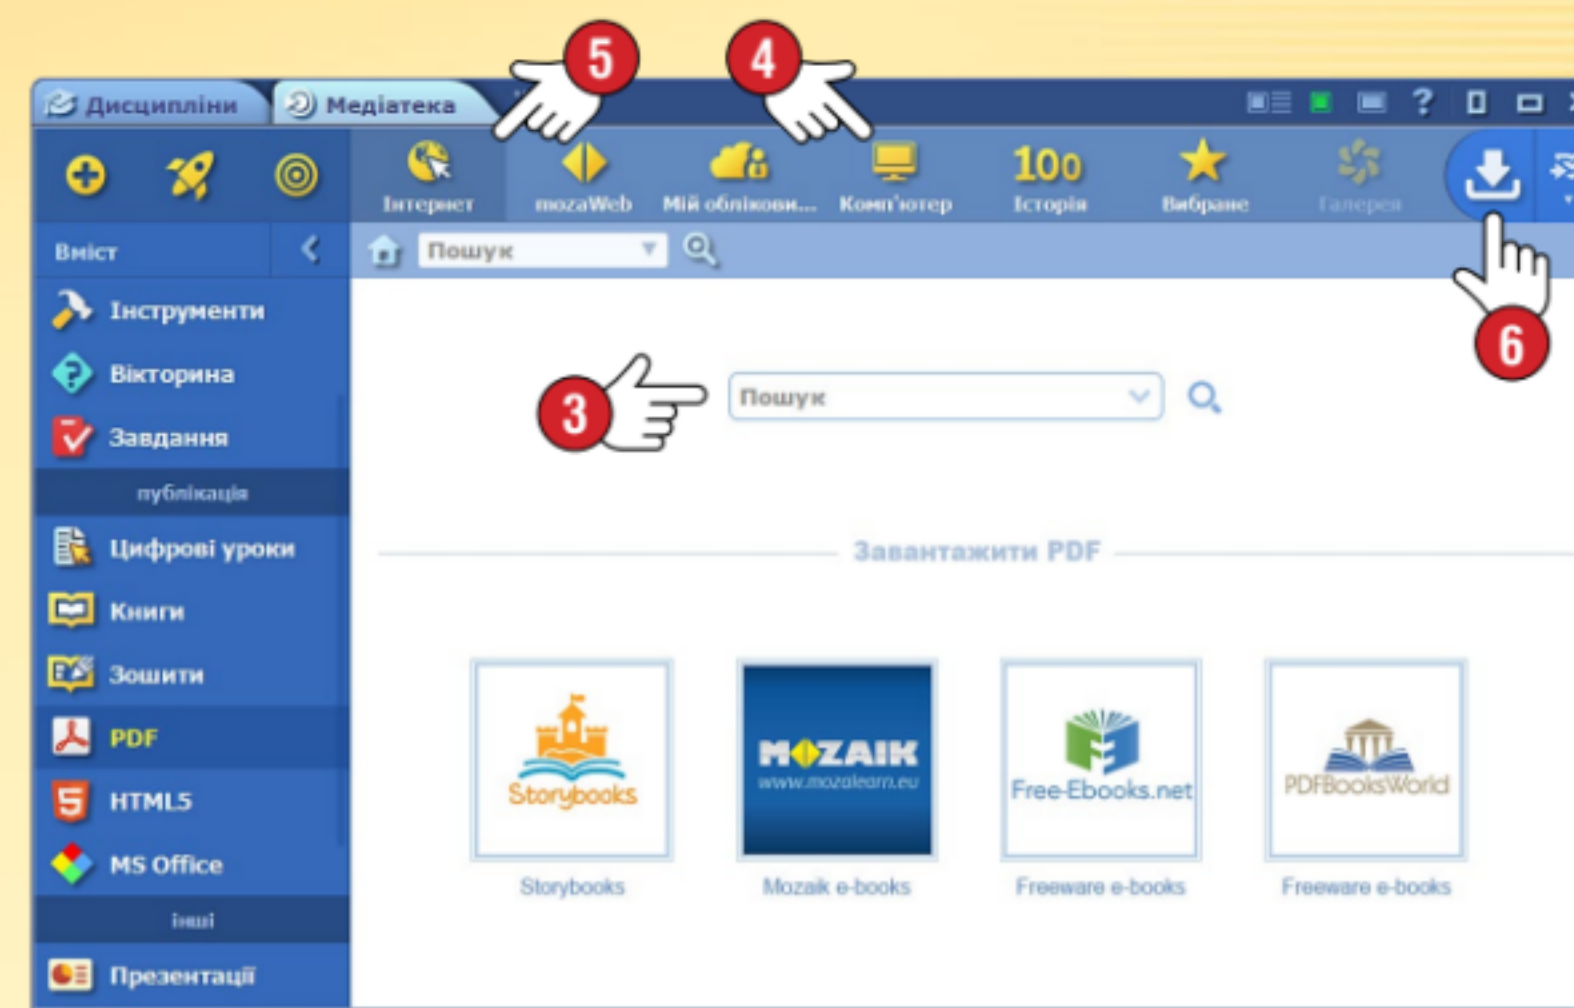 5
4
Дисципліни
Медіатека
?
100
Інтернет
mozaWeb
Мій облікови...
Комп'ютер
Історія
Вибране
Галерея
Вміст
Пошук
Інструменти
6
Вікторина
3
Пошук
Завдання
публікація
Цифрові уроки
Завантажити PDF
Книги
Зошити
PDF
MOZAIK
www.mozalearn.eu
Storybooks
Free-Ebooks.net
PDFBooksWorld
HTML5
MS Office
Storybooks
Mozaik e-books
Freeware e-books
Freeware e-books
інші
Презентації